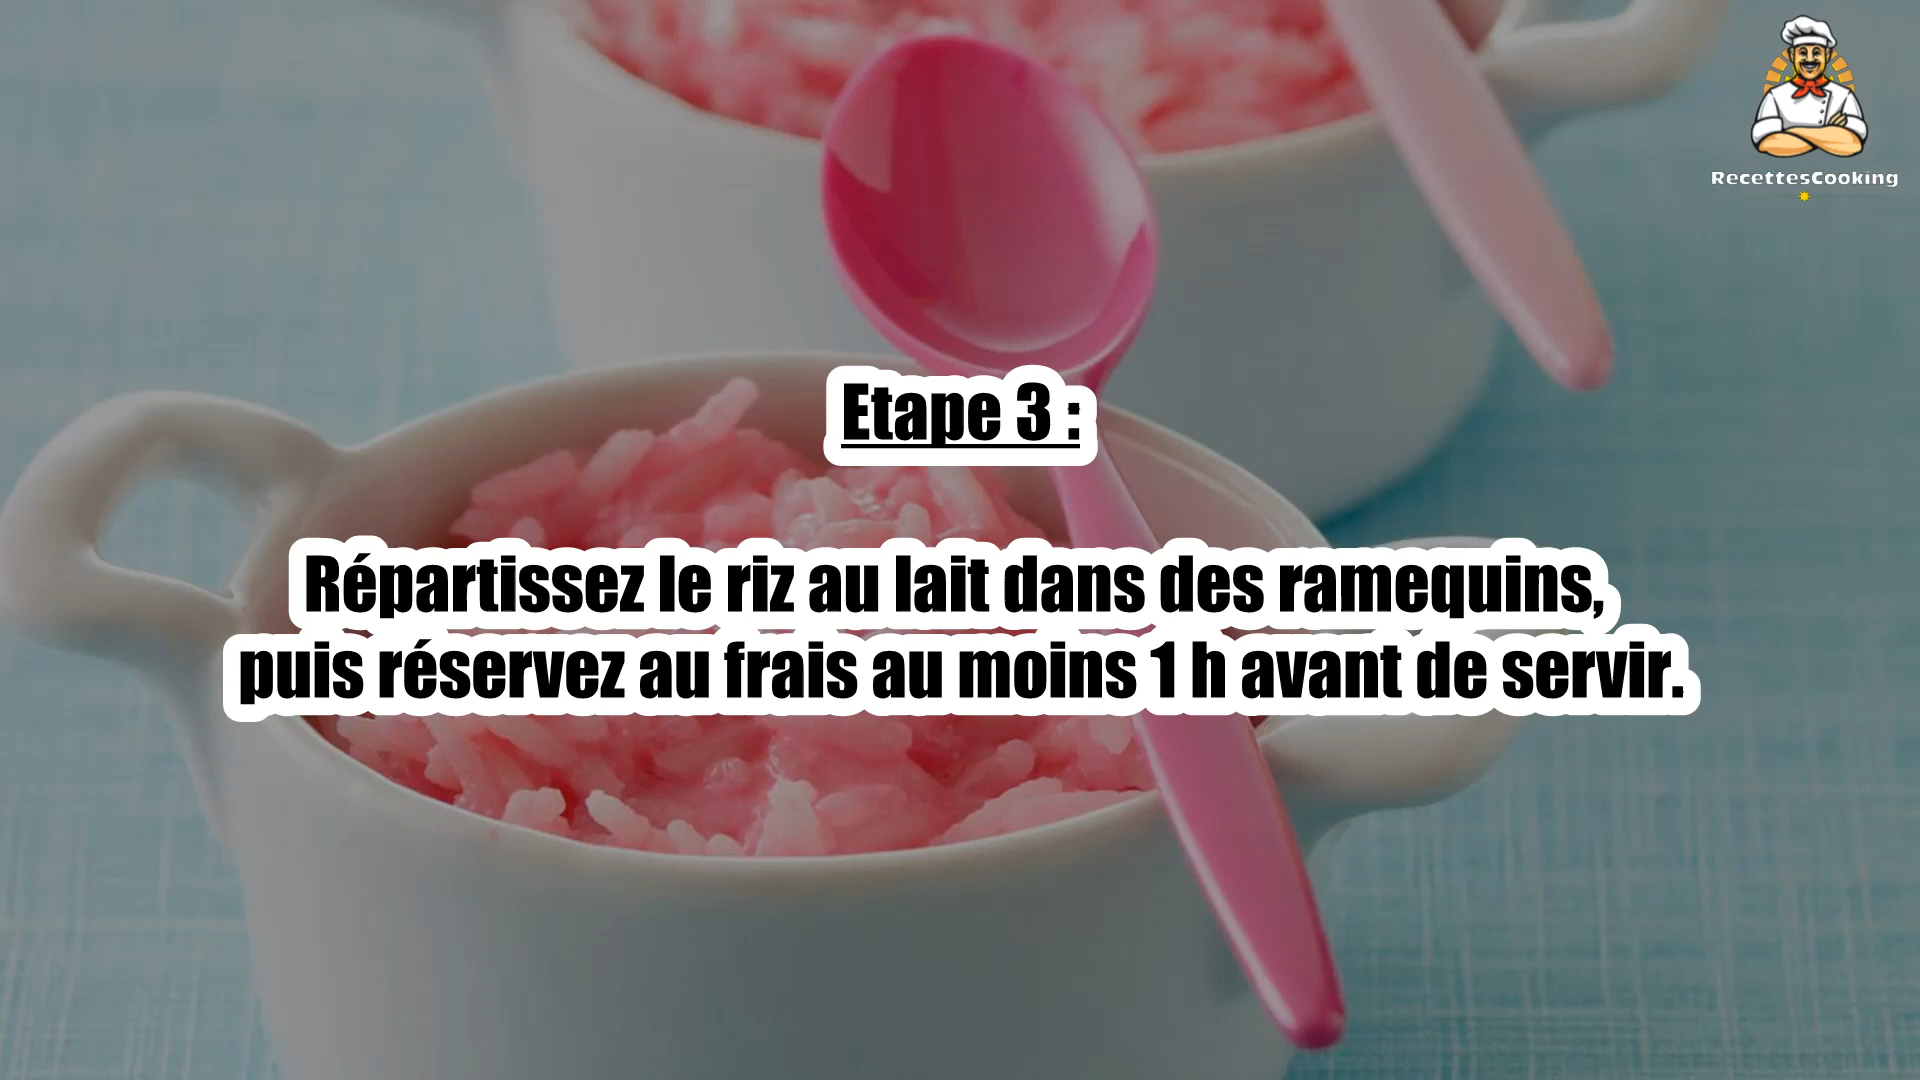 RecettesCooking
Etape 3 :
Répartissez le riz au lait dans des ramequins,
puis réservez au frais au moins 1 h avant de servir.